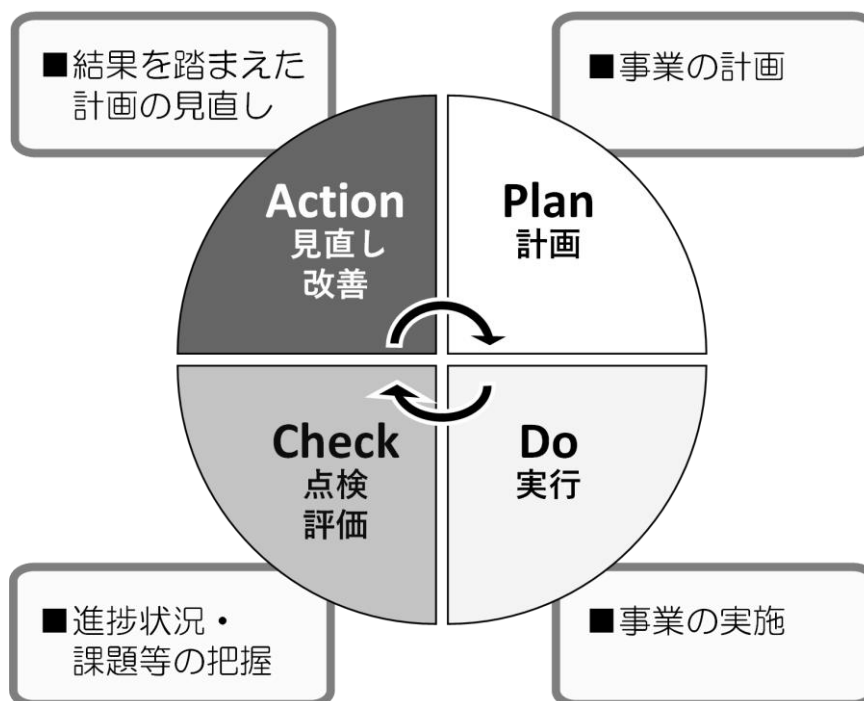 ■結果を踏まえた
計画の見直し
■事業の計画
Action
見直し
改善
Plan
計画
Check
点検
評価
Do
実行
■進捗状況・
課題等の把握
■事業の実施